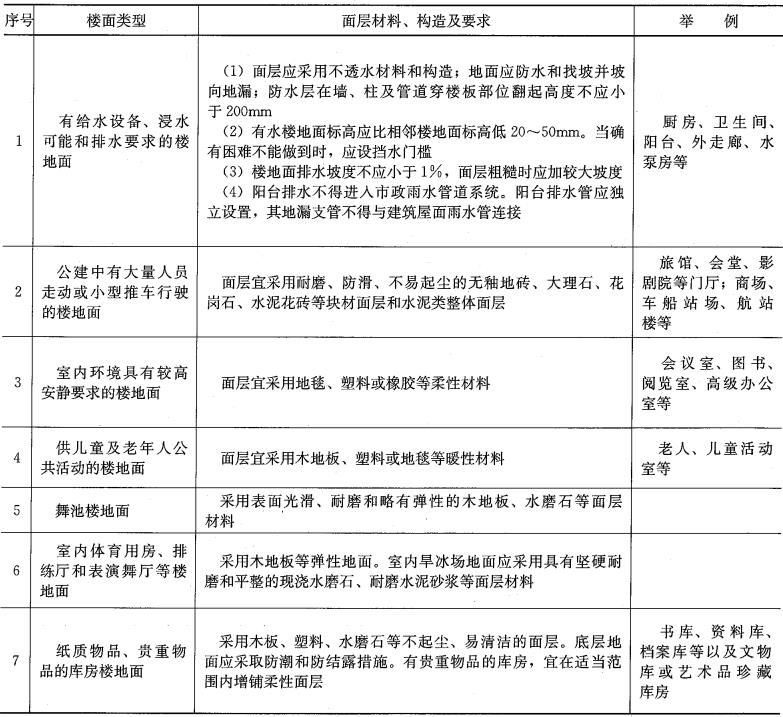 序号 楼面类型 面层材料、构造及要求 举 例
1
有给水设备、浸水
可能和排水要求的楼
地面
（1）面层应采用不透水材料和构造；地面应防水和找坡并坡
向地漏；防水层在墙、柱及管道穿楼板部位翻起高度不应小
于200mm
（2）有水楼地面标高应比相邻楼地面标高低20～50mm。当确
有困难不能做到时，应设挡水门槛
（3）楼地面排水坡度不应小于1%，面层粗糙时应加较大坡度
（4）阳台排水不得进入市政雨水管道系统。阳台排水管应独
立设置，其地漏支管不得与建筑屋面雨水管连接
厨房、卫生间、
阳台、外走廊、水
泵房等
2
公建中有大量人员
走动或小型推车行驶
的楼地面
面层宜采用耐磨、防滑、不易起尘的无釉地砖、大理石、花
岗石、水泥花砖等块材面层和水泥类整体面层
旅馆、会堂、影
剧院等门厅；商场、
车船站场、航站
楼等
3
室内环境具有较高
安静要求的楼地面
面层宜采用地毯、塑料或橡胶等柔性材料
会议室、图书、
阅览室、高级办公
室等
4
供儿童及老年人公
共活动的楼地面
面层宜采用木地板、塑料或地毯等暖性材料
老人、儿童活动
室等
5
舞池楼地面
采用表面光滑、耐磨和略有弹性的木地板、水磨石等面层
材料
6
室内体育用房、排
练厅和表演舞厅等楼
地面
采用木地板等弹性地面。室内旱冰场地面应采用具有坚硬耐
磨和平整的现浇水磨石、耐磨水泥砂浆等面层材料
7
纸质物品、贵重物
品的库房楼地面
采用木板、塑料、水磨石等不起尘、易清洁的面层。底层地
面应采取防潮和防结露措施。有贵重物品的库房，宜在适当范
围内增铺柔性面层
书库、资料库、
档案库等以及文物
库或艺术品珍藏
库房